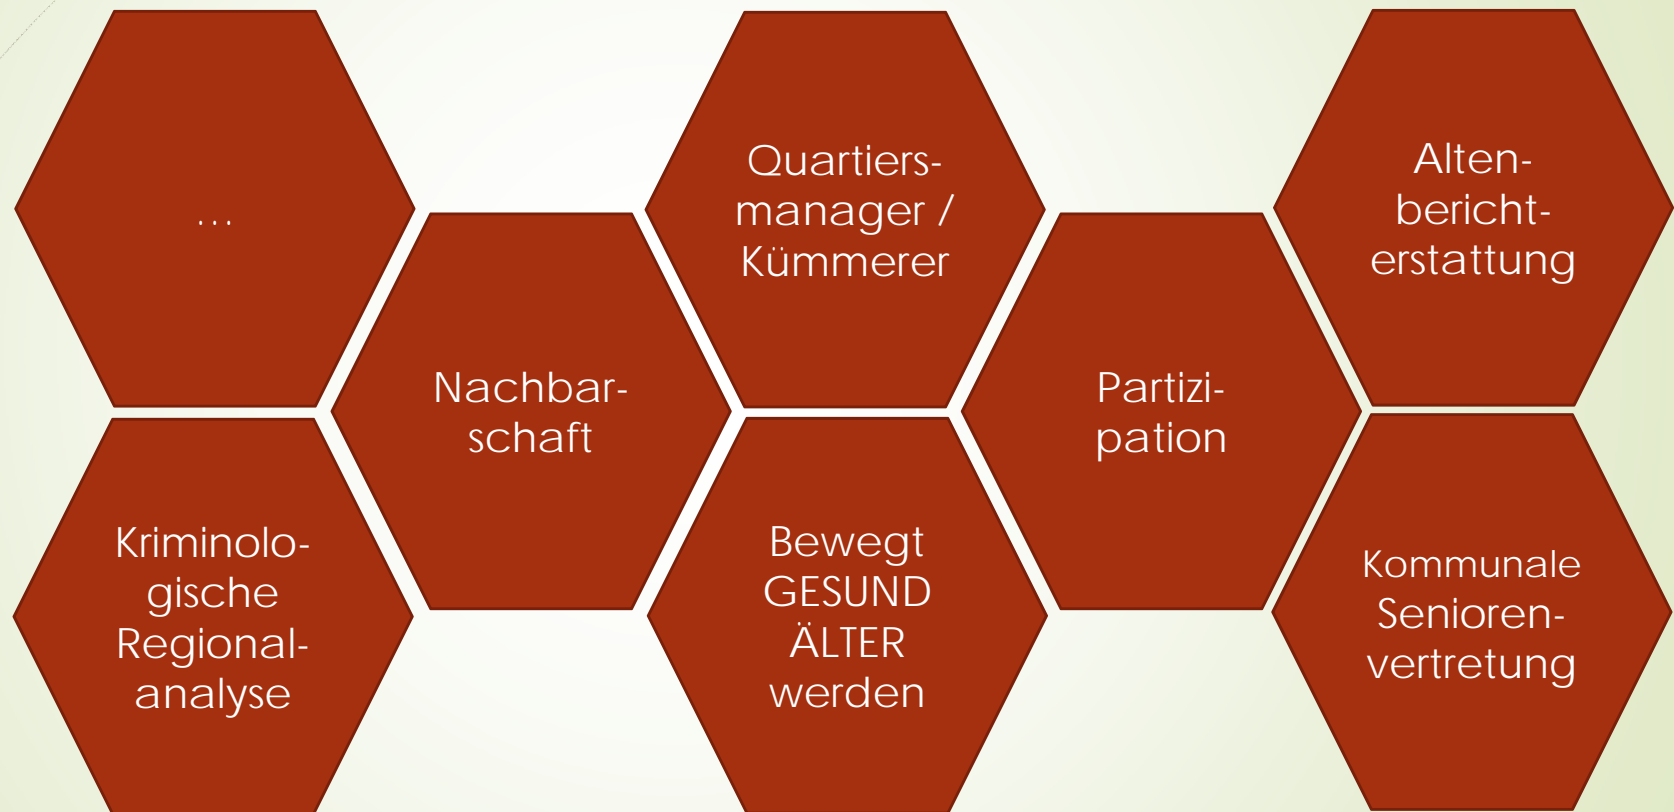 ...
Quartiers-
manager /
Kümmerer
Alten-
bericht-
erstattung
Nachbar-
schaft
Partizi-
pation
Kriminolo-
gische
Regional-
analyse
Bewegt
GESUND
ÄLTER
werden
Kommunale
Senioren-
vertretung